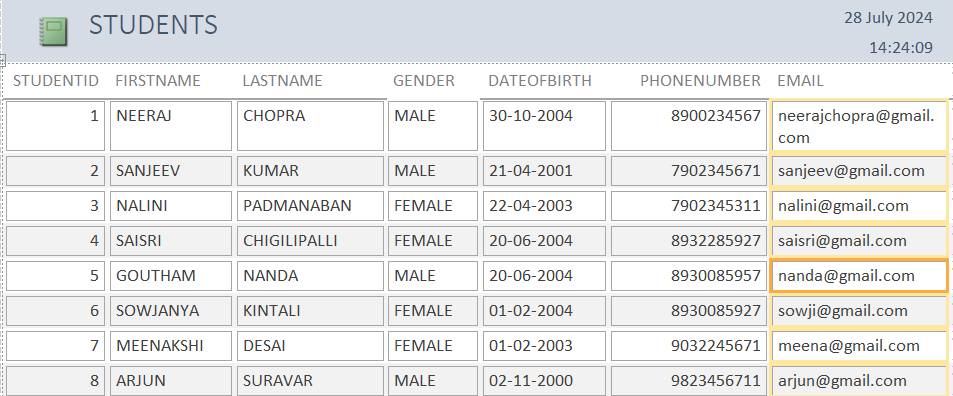 STUDENTS
28 July 2024
14:24:09
STUDENTID FIRSTNAME LASTNAME GENDER DATEOFBIRTH PHONENUMBER EMAIL
1 NEERAJ CHOPRA MALE 30-10-2004 8900234567 neerajchopra@gmail.
com
2 SANJEEV KUMAR MALE 21-04-2001 7902345671 sanjeev@gmail.com
3 NALINI PADMANABAN FEMALE 22-04-2003 7902345311 nalini@gmail.com
4 SAISRI CHIGILIPALLI FEMALE 20-06-2004 8932285927 saisri@gmail.com
5 GOUTHAM NANDA MALE 20-06-2004 8930085957 nanda@gmail.com
6 SOWJANYA KINTALI FEMALE 01-02-2004 8930085927 sowji@gmail.com
7 MEENAKSHI DESAI FEMALE 01-02-2003 9032245671 meena@gmail.com
8 ARJUN SURAVAR MALE 02-11-2000 9823456711 arjun@gmail.com